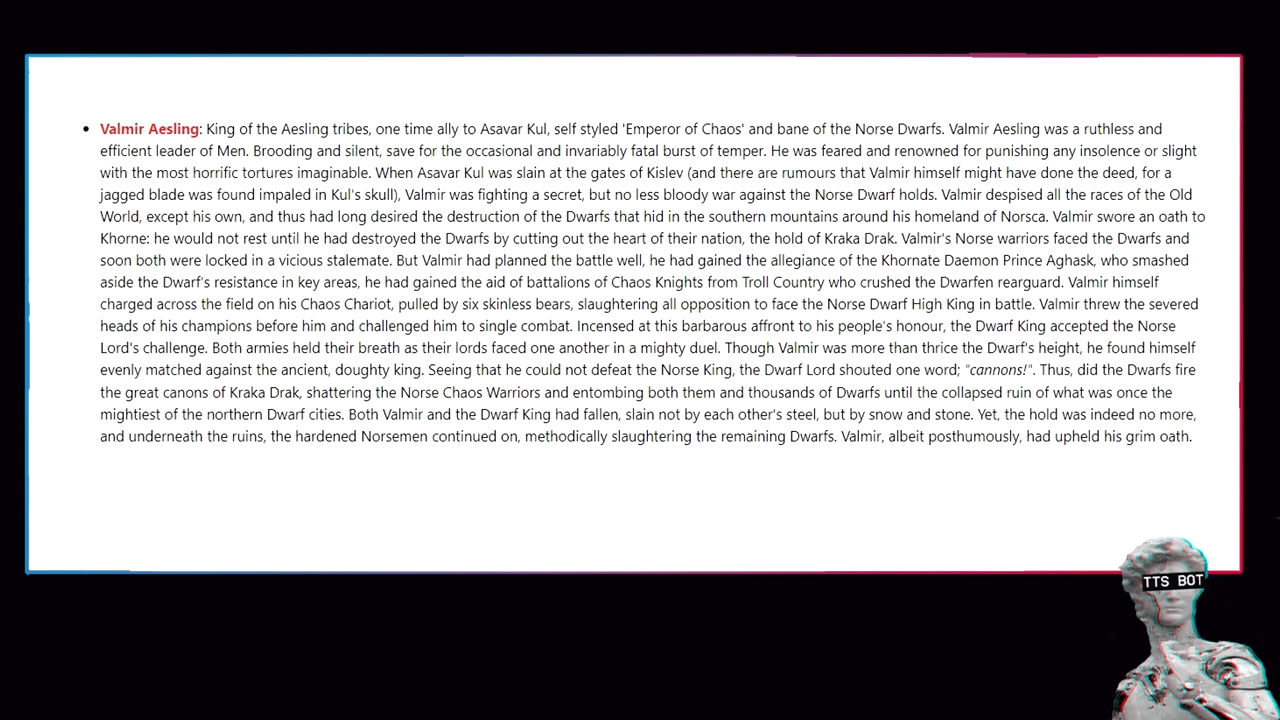 • Valmir Aesling: King of the Aesling tribes, one time ally to Asavar Kul, self styled 'Emperor of Chaos' and bane of the Norse Dwarfs. Valmir Aesling was a ruthless and
efficient leader of Men. Brooding and silent, save for the occasional and invariably fatal burst of temper. He was feared and renowned for punishing any insolence or slight
with the most horrific tortures imaginable. When Asavar Kul was slain at the gates of Kislev (and there are rumours that Valmir himself might have done the deed, for a
jagged blade was found impaled in Kul's skull), Valmir was fighting a secret, but no less bloody war against the Norse Dwarf holds. Valmir despised all the races of the Old
World, except his own, and thus had long desired the destruction of the Dwarfs that hid in the southern mountains around his homeland of Norsca. Valmir swore an oath to
Khorne: he would not rest until he had destroyed the Dwarfs by cutting out the heart of their nation, the hold of Kraka Drak. Valmir's Norse warriors faced the Dwarfs and
soon both were locked in a vicious stalemate. But Valmir had planned the battle well, he had gained the allegiance of the Khornate Daemon Prince Aghask, who smashed
aside the Dwarf's resistance in key areas, he had gained the aid of battalions of Chaos Knights from Troll Country who crushed the Dwarfen rearguard. Valmir himself
charged across the field on his Chaos Chariot, pulled by six skinless bears, slaughtering all opposition to face the Norse Dwarf High King in battle. Valmir threw the severed
heads of his champions before him and challenged him to single combat. Incensed at this barbarous affront to his people's honour, the Dwarf King accepted the Norse
Lord's challenge. Both armies held their breath as their lords faced one another in a mighty duel. Though Valmir was more than thrice the Dwarf's height, he found himself
evenly matched against the ancient, doughty king. Seeing that he could not defeat the Norse King, the Dwarf Lord shouted one word; "cannons!". Thus, did the Dwarfs fire
the great canons of Kraka Drak, shattering the Norse Chaos Warriors and entombing both them and thousands of Dwarfs until the collapsed ruin of what was once the
mightiest of the northern Dwarf cities. Both Valmir and the Dwarf King had fallen, slain not by each other's steel, but by snow and stone. Yet, the hold was indeed no more,
and underneath the ruins, the hardened Norsemen continued on, methodically slaughtering the remaining Dwarfs. Valmir, albeit posthumously, had upheld his grim oath.
TTS BOT